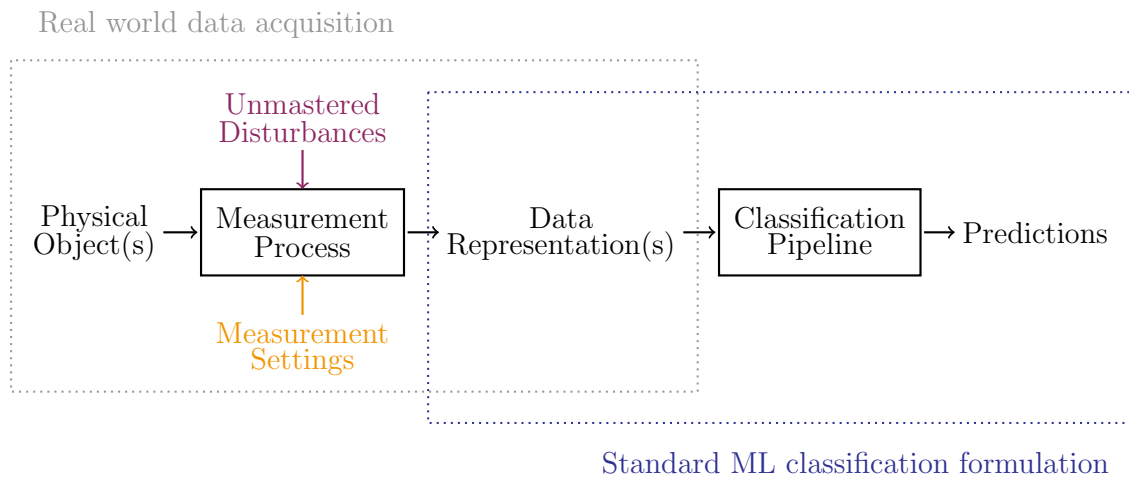 Real world data acquisition
Unmastered
Disturbances
Physical
Object(s)
Measurement
Process
Data
Representation(s)
Classification
Pipeline
Predictions
Measurement
Settings
Standard ML classification formulation